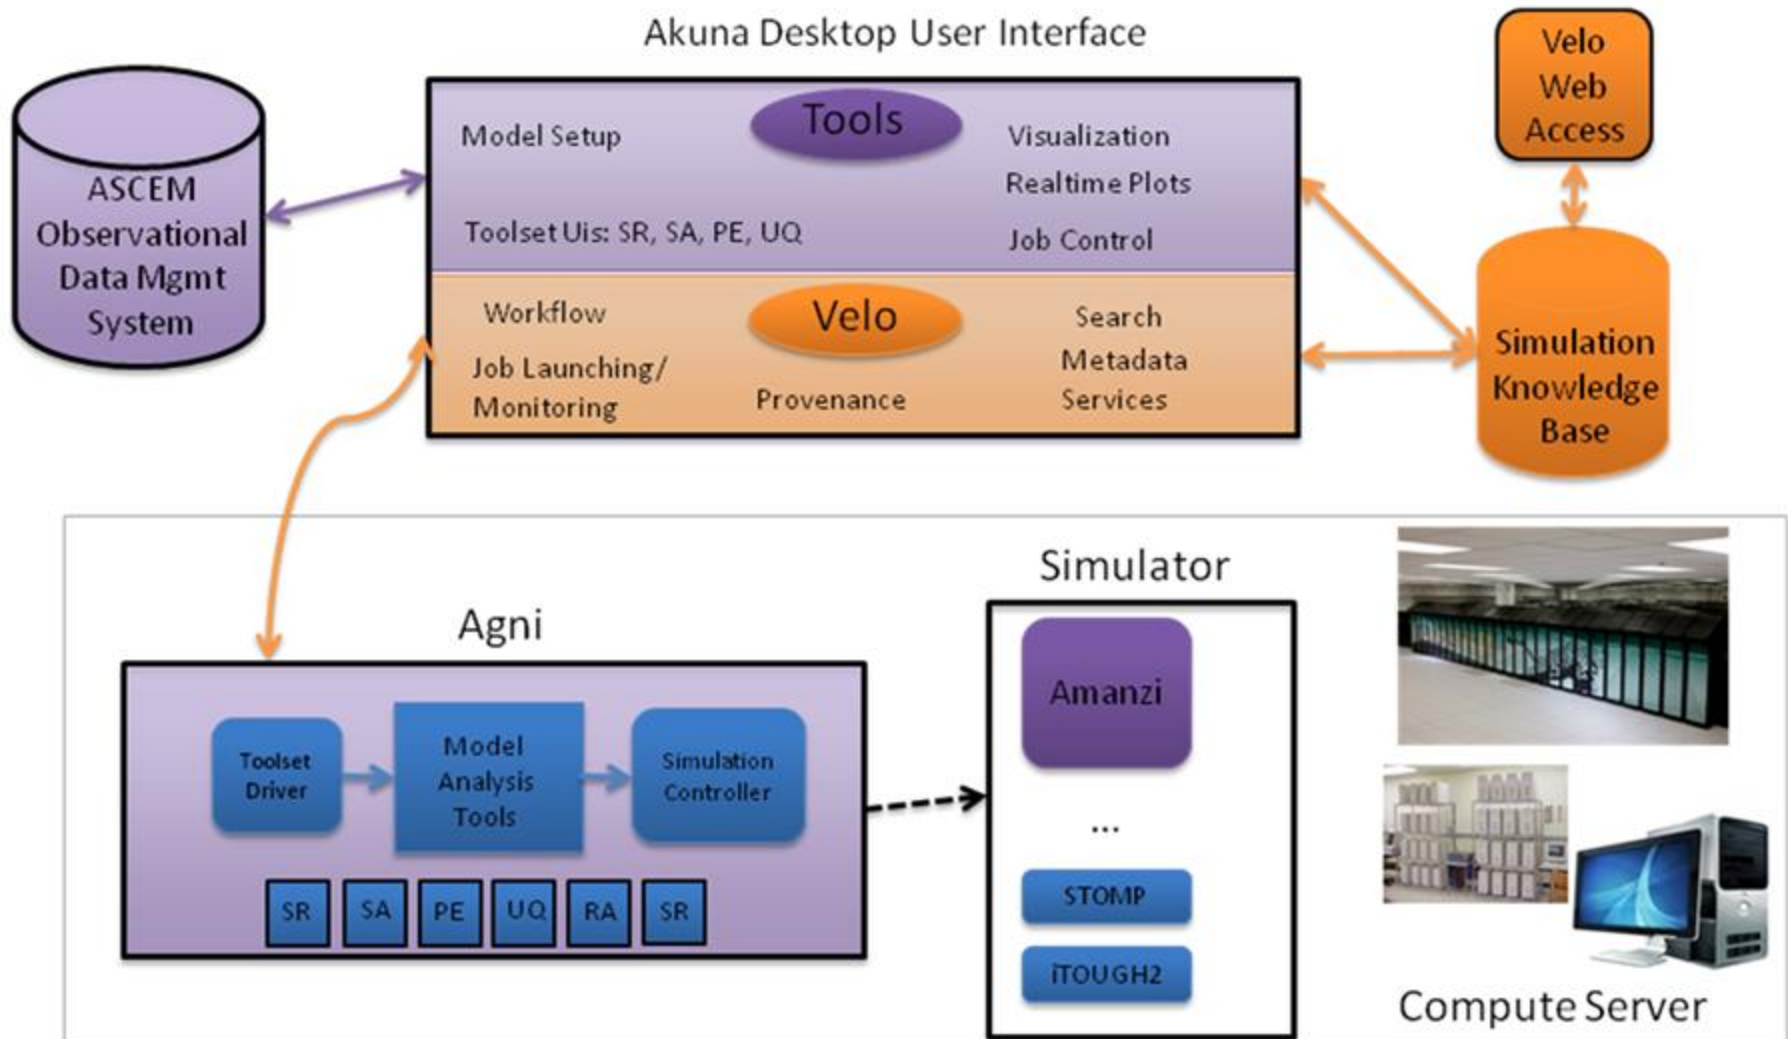 Akuna Desktop User Interface
Velo
Web
Access
ASCEM
Observational
Data Mgmt
System
Tools
Model Setup
Visualization
Realtime Plots
Toolset Uis: SR, SA, PE, UQ
Job Control
Velo
Workflow
Search
Job Launching/
Monitoring
Metadata
Provenance
Services
Simulation
Knowledge
Base
Agni
Toolset
Driver
Model
Analysis
Tools
Simulation
Controller
SR SA PE UQ RA SR
Simulator
Amanzi
...
STOMP
iTOUGH2
Compute Server